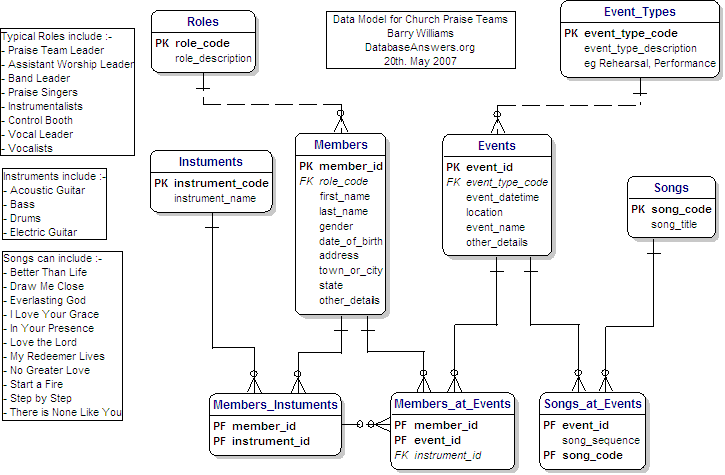 Typical Roles include :-
- Praise Team Leader
- Assistant Worship Leader
- Band Leader
- Praise Singers
- Instrumentalists
- Control Booth
- Vocal Leader
- Vocalists
Instruments include :-
- Acoustic Guitar
- Bass
- Drums
- Electric Guitar
Songs can include :-
- Better Than Life
- Draw Me Close
- Everlasting God
- I Love Your Grace
- In Your Presence
- Love the Lord
- My Redeemer Lives
- No Greater Love
- Start a Fire
- Step by Step
- There is None Like You
Roles
PK role_code
role_description
Data Model for Church Praise Teams
Barry Williams
DatabaseAnswers.org
20th. May 2007
Event_Types
PK event_type_code
event_type_description
eg Rehearsal, Performance
Instuments
PK instrument_code
instrument_name
Members
PK member_id
FK role_code
first_name
last_name
gender
date_of_birth
address
town_or_city
state
other_details
Events
PK event_id
FK event_type_code
event_datetime
location
event_name
other_details
Songs
PK song_code
song_title
Members_Instuments
PF member_id
PF instrument_id
Members_at_Events
PF member_id
PF event_id
FK instrument_id
Songs_at_Events
PF event_id
song_sequence
PF song_code